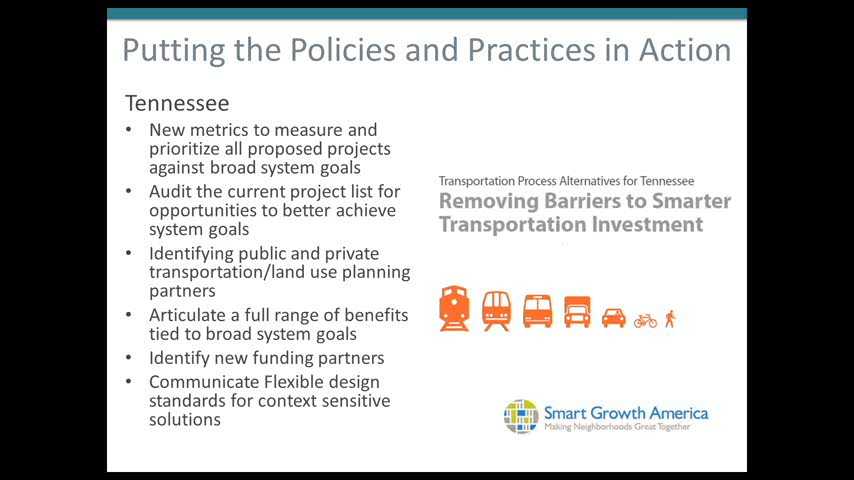 Putting the Policies and Practices in Action
Tennessee
• New metrics to measure and
prioritize all proposed projects
against broad system goals
• Audit the current project list for
opportunities to better achieve
system goals
• Identifying public and private
transportation/land use planning
partners
• Articulate a full range of benefits
tied to broad system goals
• Identify new funding partners
• Communicate Flexible design
standards for context sensitive
solutions
Transportation Process Alternatives for Tennessee
Removing Barriers to Smarter
Transportation Investment
Smart Growth America
Making Neighborhoods Great Together